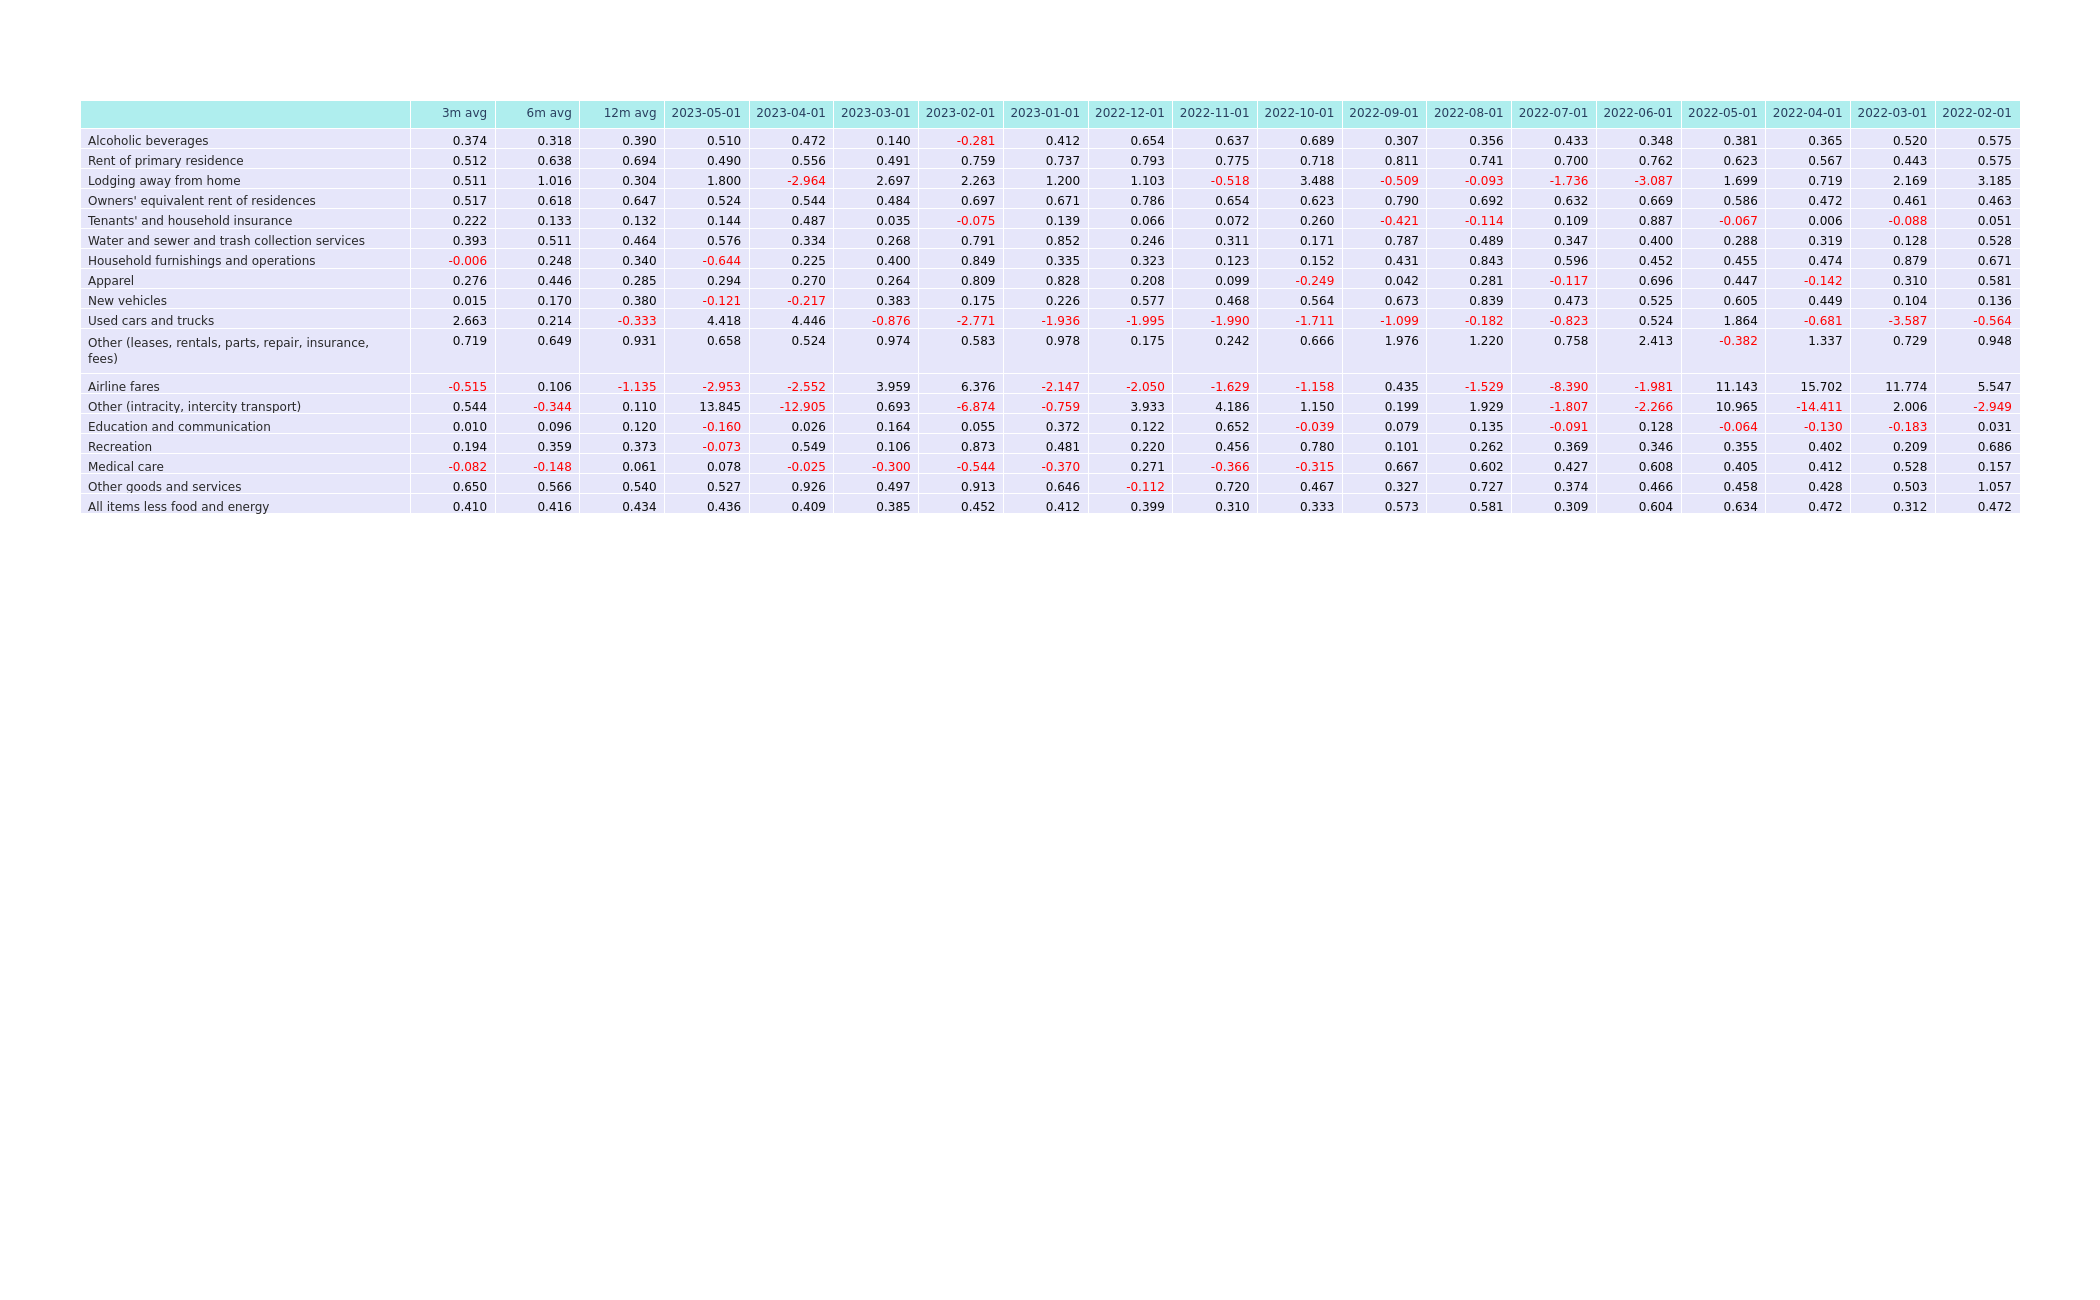 3m avg 6m avg 12m avg 2023-05-01 2023-04-01 2023-03-01 2023-02-01 2023-01-01 2022-12-01 2022-11-01 2022-10-01 2022-09-01 2022-08-01 2022-07-01 2022-06-01 2022-05-01 2022-04-01 2022-03-01 2022-02-01
Alcoholic beverages 0.374 0.318 0.390 0.510 0.472 0.140 -0.281 0.412 0.654 0.637 0.689 0.307 0.356 0.433 0.348 0.381 0.365 0.520 0.575
Rent of primary residence 0.512 0.638 0.694 0.490 0.556 0.491 0.759 0.737 0.793 0.775 0.718 0.811 0.741 0.700 0.762 0.623 0.567 0.443 0.575
Lodging away from home 0.511 1.016 0.304 1.800 -2.964 2.697 2.263 1.200 1.103 -0.518 3.488 -0.509 -0.093 -1.736 -3.087 1.699 0.719 2.169 3.185
Owners' equivalent rent of residences 0.517 0.618 0.647 0.524 0.544 0.484 0.697 0.671 0.786 0.654 0.623 0.790 0.692 0.632 0.669 0.586 0.472 0.461 0.463
Tenants' and household insurance 0.222 0.133 0.132 0.144 0.487 0.035 -0.075 0.139 0.066 0.072 0.260 -0.421 -0.114 0.109 0.887 -0.067 0.006 -0.088 0.051
Water and sewer and trash collection services 0.393 0.511 0.464 0.576 0.334 0.268 0.791 0.852 0.246 0.311 0.171 0.787 0.489 0.347 0.400 0.288 0.319 0.128 0.528
Household furnishings and operations -0.006 0.248 0.340 -0.644 0.225 0.400 0.849 0.335 0.323 0.123 0.152 0.431 0.843 0.596 0.452 0.455 0.474 0.879 0.671
Apparel 0.276 0.446 0.285 0.294 0.270 0.264 0.809 0.828 0.208 0.099 -0.249 0.042 0.281 -0.117 0.696 0.447 -0.142 0.310 0.581
New vehicles 0.015 0.170 0.380 -0.121 -0.217 0.383 0.175 0.226 0.577 0.468 0.564 0.673 0.839 0.473 0.525 0.605 0.449 0.104 0.136
Used cars and trucks 2.663 0.214 -0.333 4.418 4.446 -0.876 -2.771 -1.936 -1.995 -1.990 -1.711 -1.099 -0.182 -0.823 0.524 1.864 -0.681 -3.587 -0.564
Other (leases, rentals, parts, repair, insurance, 0.719 0.649 0.931 0.658 0.524 0.974 0.583 0.978 0.175 0.242 0.666 1.976 1.220 0.758 2.413 -0.382 1.337 0.729 0.948
fees)
Airline fares -0.515 0.106 -1.135 -2.953 -2.552 3.959 6.376 -2.147 -2.050 -1.629 -1.158 0.435 -1.529 -8.390 -1.981 11.143 15.702 11.774 5.547
Other (intracity, intercity transport) 0.544 -0.344 0.110 13.845 -12.905 0.693 -6.874 -0.759 3.933 4.186 1.150 0.199 1.929 -1.807 -2.266 10.965 -14.411 2.006 -2.949
Education and communication 0.010 0.096 0.120 -0.160 0.026 0.164 0.055 0.372 0.122 0.652 -0.039 0.079 0.135 -0.091 0.128 -0.064 -0.130 -0.183 0.031
Recreation 0.194 0.359 0.373 -0.073 0.549 0.106 0.873 0.481 0.220 0.456 0.780 0.101 0.262 0.369 0.346 0.355 0.402 0.209 0.686
Medical care -0.082 -0.148 0.061 0.078 -0.025 -0.300 -0.544 -0.370 0.271 -0.366 -0.315 0.667 0.602 0.427 0.608 0.405 0.412 0.528 0.157
Other goods and services 0.650 0.566 0.540 0.527 0.926 0.497 0.913 0.646 -0.112 0.720 0.467 0.327 0.727 0.374 0.466 0.458 0.428 0.503 1.057
All items less food and energy 0.410 0.416 0.434 0.436 0.409 0.385 0.452 0.412 0.399 0.310 0.333 0.573 0.581 0.309 0.604 0.634 0.472 0.312 0.472